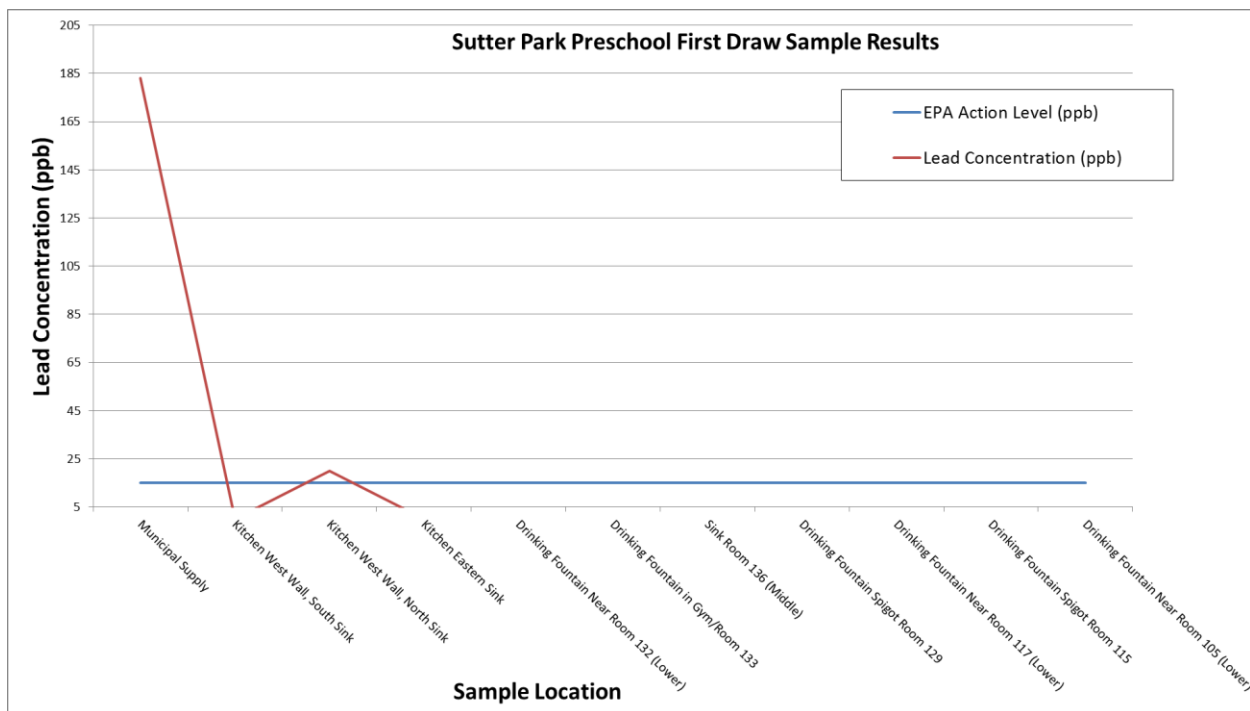 Sutter Park Preschool First Draw Sample Results
EPA Action Level (ppb)
Lead Concentration (ppb)
Lead Concentration (ppb)
205
185
165
145
125
105
85
65
45
25
5
Municipal Supply
Kitchen West Wall, South Sink
Kitchen West Wall, North Sink
Kitchen Eastern Sink
Drinking Fountain Near Room 132 (Lower)
Drinking Fountain in Gym/Room 133
Sink Room 136 (Middle)
Drinking Fountain Spigot Room 129
Drinking Fountain Near Room 117 (Lower)
Drinking Fountain Spigot Room 115
Drinking Fountain Near Room 105 (Lower)
Sample Location